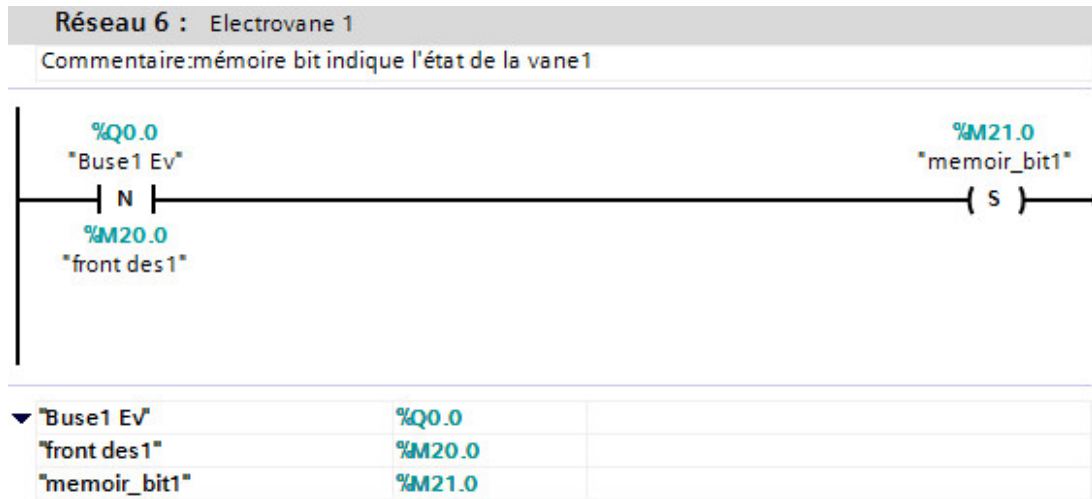 Réseau 6 : Electrovane 1
Commentaire:mémoire bit indique l'état de la vane1
%Q0.0 %M21.0
"Buse1 Ev" "memoir_bit1"
N S
%M20.0
"front des1"
"Buse1 Ev" %Q0.0
"front des1" %M20.0
"memoir_bit1" %M21.0